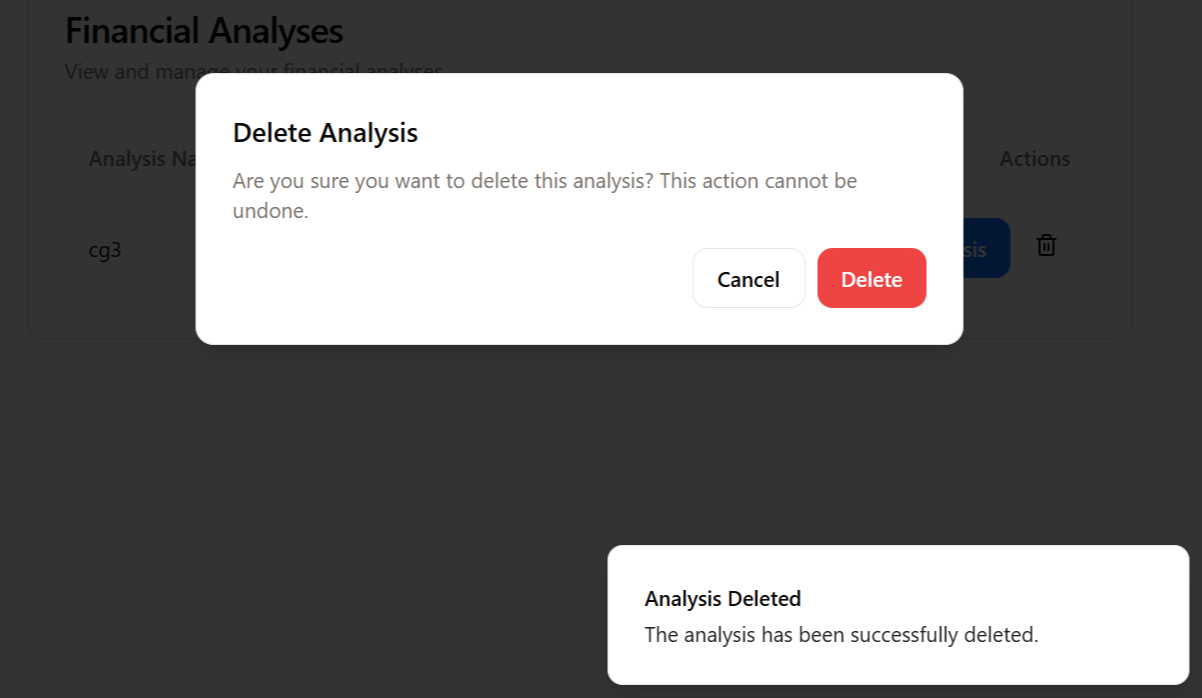 Financial Analyses
View and manage your financial analyses
Delete Analysis
Are you sure you want to delete this analysis? This action cannot be
undone.
Cancel
Delete
Analysis Na
Actions
cg3
sis
Analysis Deleted
The analysis has been successfully deleted.